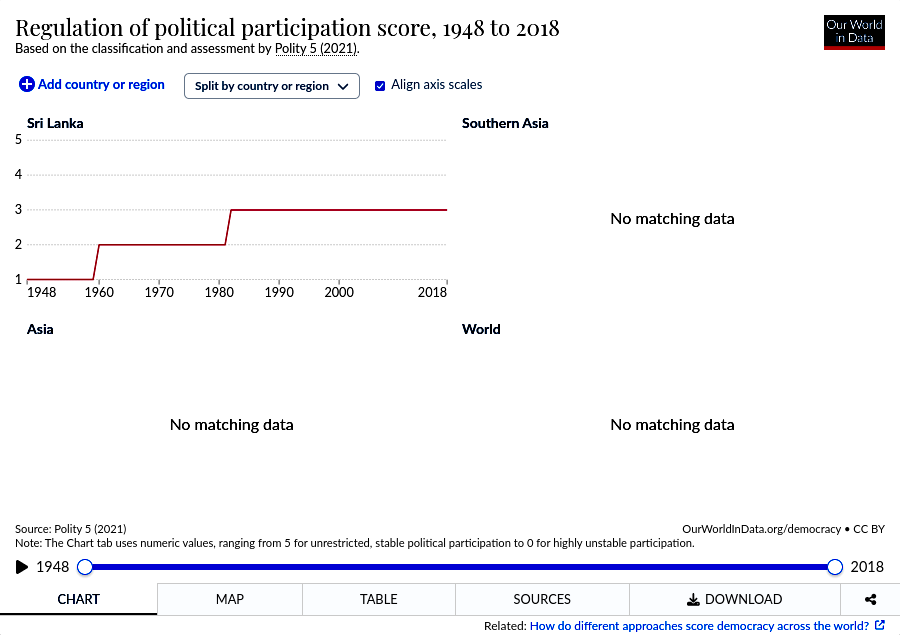 Regulation of political participation score, 1948 to 2018
Based on the classification and assessment by Polity 5 (2021).
Our World
in Data
Add country or region
Split by country or region
Align axis scales
Sri Lanka
5
4
3
2
1
1948 1960 1970 1980 1990 2000 2018
Southern Asia
No matching data
Asia
No matching data
World
No matching data
Source: Polity 5 (2021)
OurWorldInData.org/democracy • CC BY
Note: The Chart tab uses numeric values, ranging from 5 for unrestricted, stable political participation to 0 for highly unstable participation.
1948 2018
CHART MAP TABLE SOURCES DOWNLOAD
Related: How do different approaches score democracy across the world?